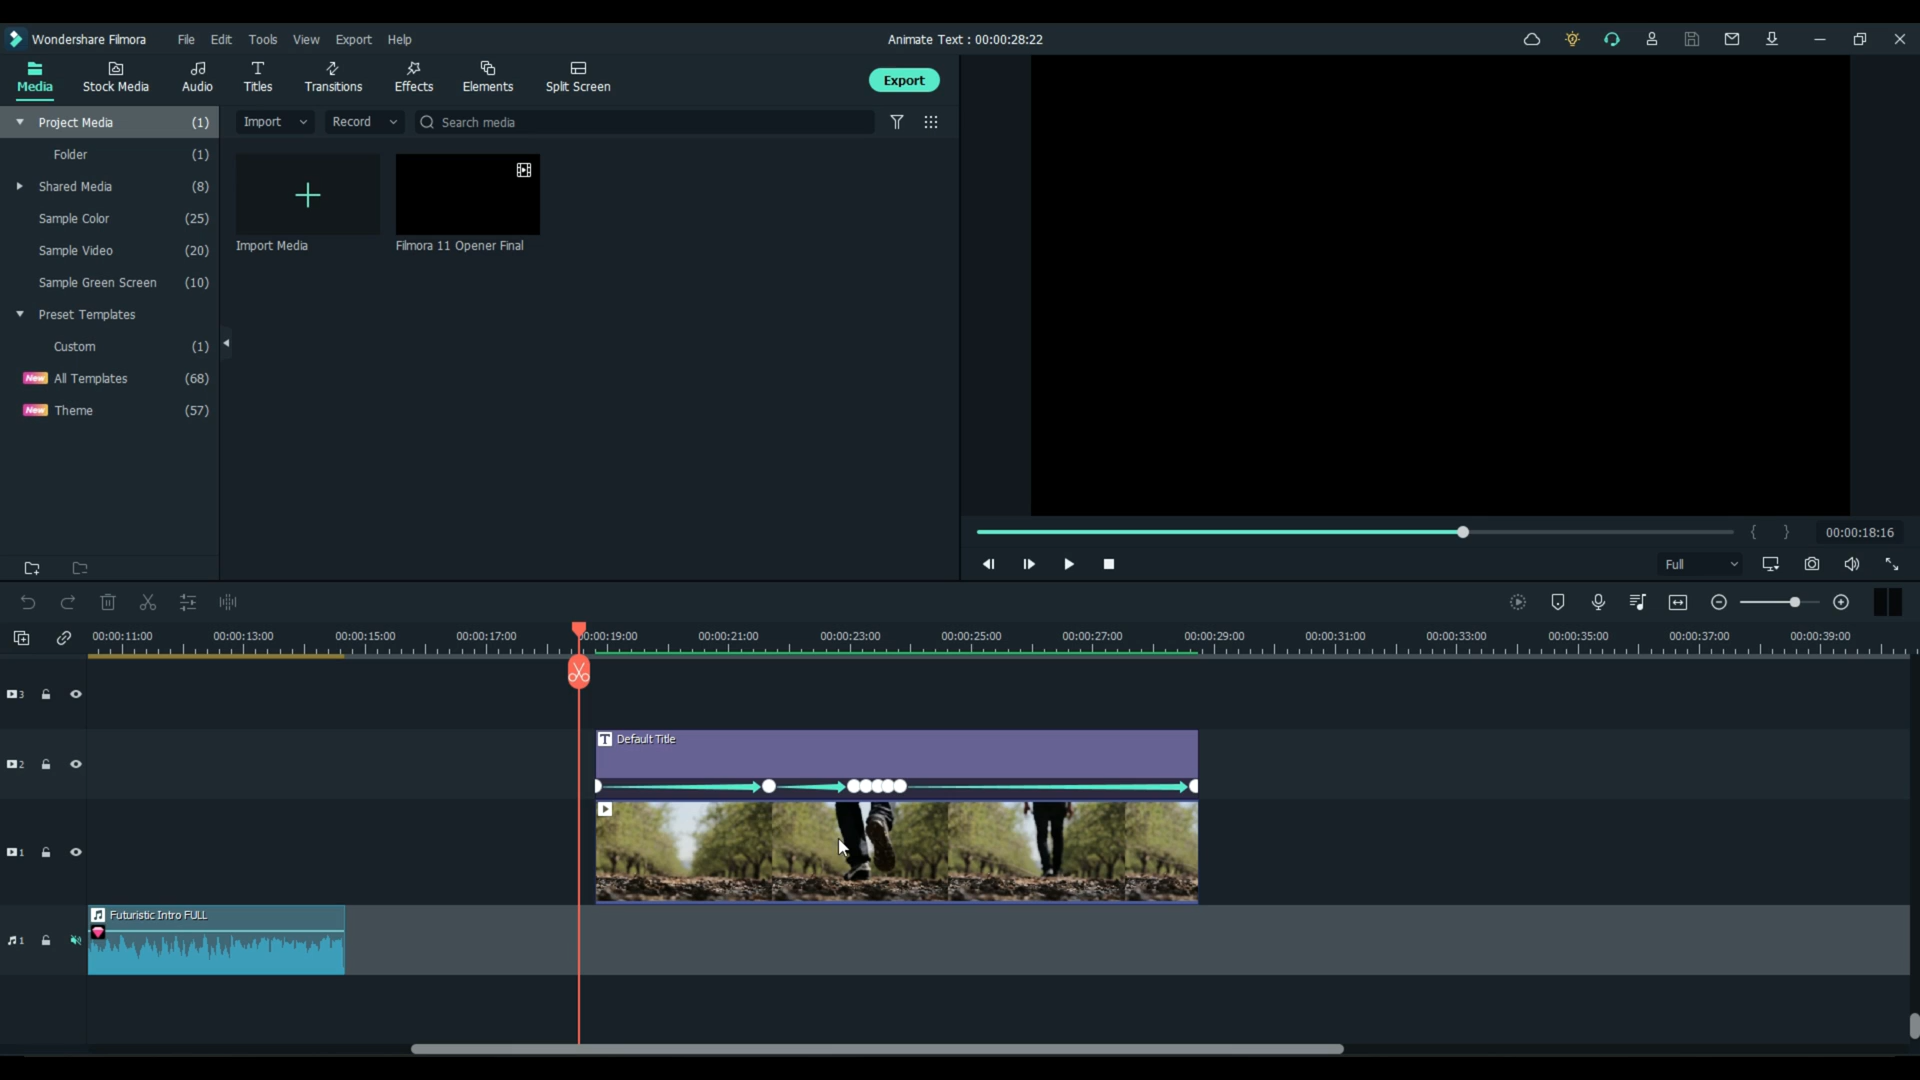 Wondershare Filmora File Edit Tools View Export Help Animate Text : 00:00:28:22
Media Stock Media Audio Titles Transitions Effects Elements Split Screen Export
Project Media (1)
Folder (1)
Shared Media (8)
Sample Color (25)
Sample Video (20)
Sample Green Screen (10)
Preset Templates
Custom (1)
New All Templates (68)
New Theme (57)
Import Record Search media
Import Media Filmora 11 Opener Final
00:00:18:16
Full
00:00:11:00 00:00:13:00 00:00:15:00 00:00:17:00 00:00:19:00 00:00:21:00 00:00:23:00 00:00:25:00 00:00:27:00 00:00:29:00 00:00:31:00 00:00:33:00 00:00:35:00 00:00:37:00 00:00:39:00
3
2 T Default Title
1
1 Futuristic Intro FULL